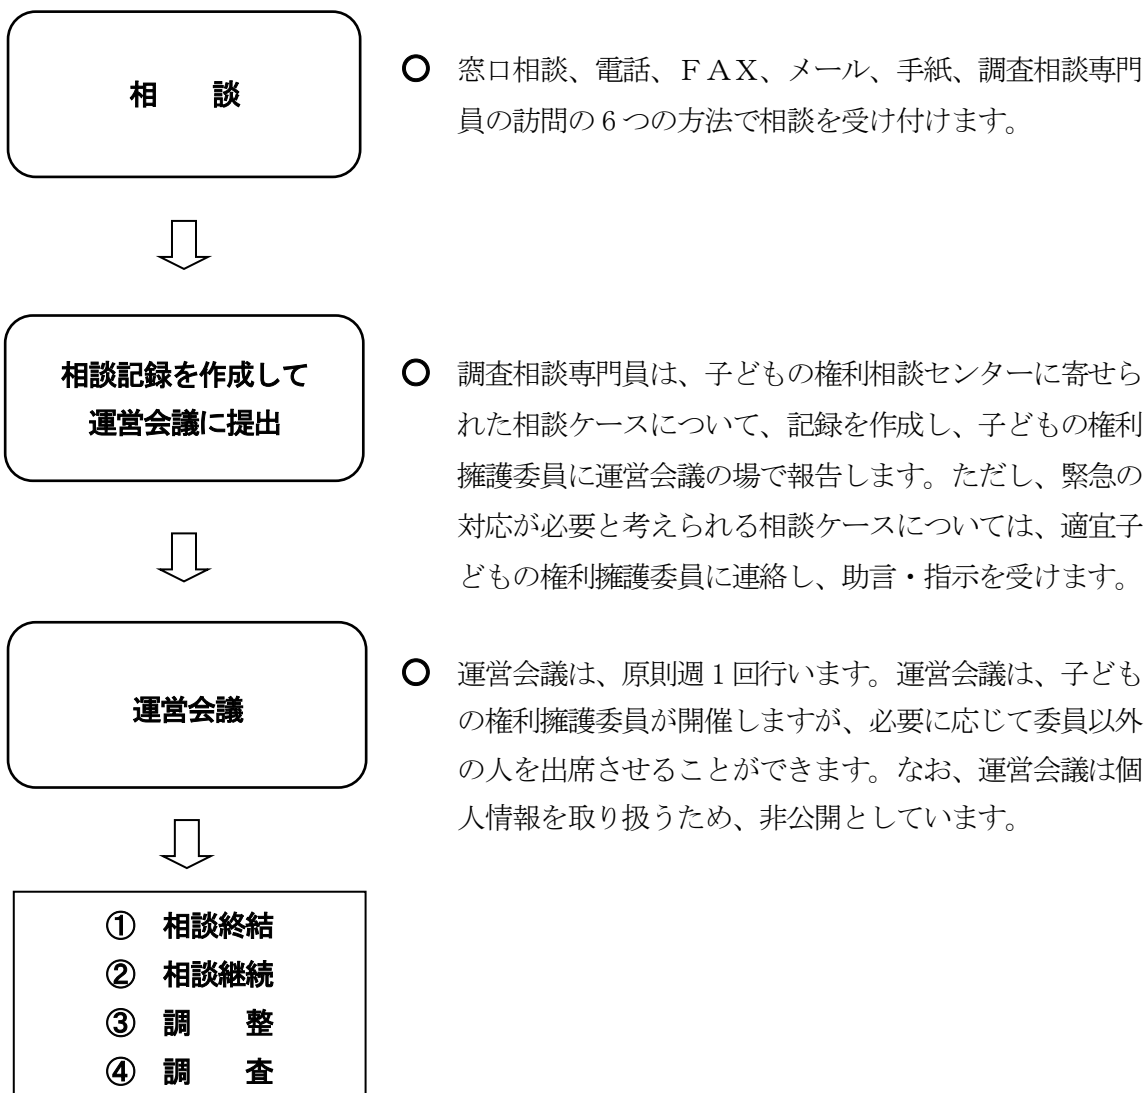 相　談
○ 窓口相談、電話、ＦＡＸ、メール、手紙、調査相談専門
員の訪問の６つの方法で相談を受け付けます。
相談記録を作成して
運営会議に提出
○ 調査相談専門員は、子どもの権利相談センターに寄せら
れた相談ケースについて、記録を作成し、子どもの権利
擁護委員に運営会議の場で報告します。ただし、緊急の
対応が必要と考えられる相談ケースについては、適宜子
どもの権利擁護委員に連絡し、助言・指示を受けます。
運営会議
○ 運営会議は、原則週１回行います。運営会議は、子ども
の権利擁護委員が開催しますが、必要に応じて委員以外
の人を出席させることができます。なお、運営会議は個
人情報を取り扱うため、非公開としています。
① 相談終結
② 相談継続
③ 調　整
④ 調　査